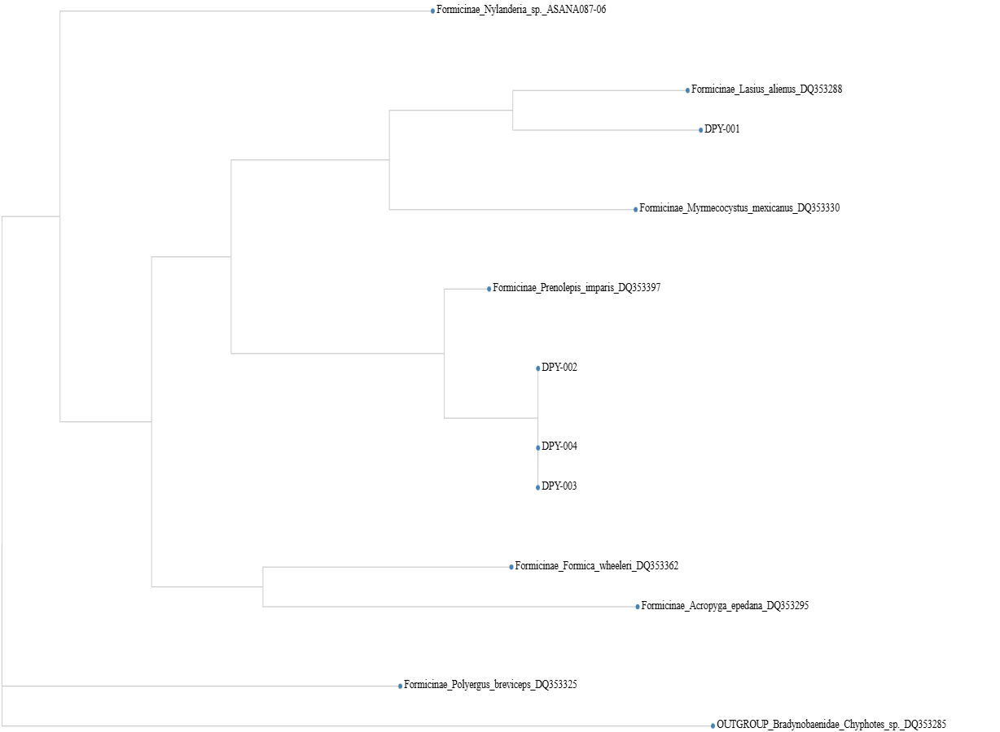 Formicinae_Nylanderia_sp._ASANA087-06
Formicinae_Lasius_alienus_DQ353288
DPY-001
Formicinae_Myrmecocystus_mexicanus_DQ353330
Formicinae_Prenolepis_imparis_DQ353397
DPY-002
DPY-004
DPY-003
Formicinae_Formica_wheeleri_DQ353362
Formicinae_Acropyga_epedana_DQ353295
Formicinae_Polyergus_breviceps_DQ353325
OUTGROUP_Bradynobaenidae_Chyphotes_sp._DQ353285